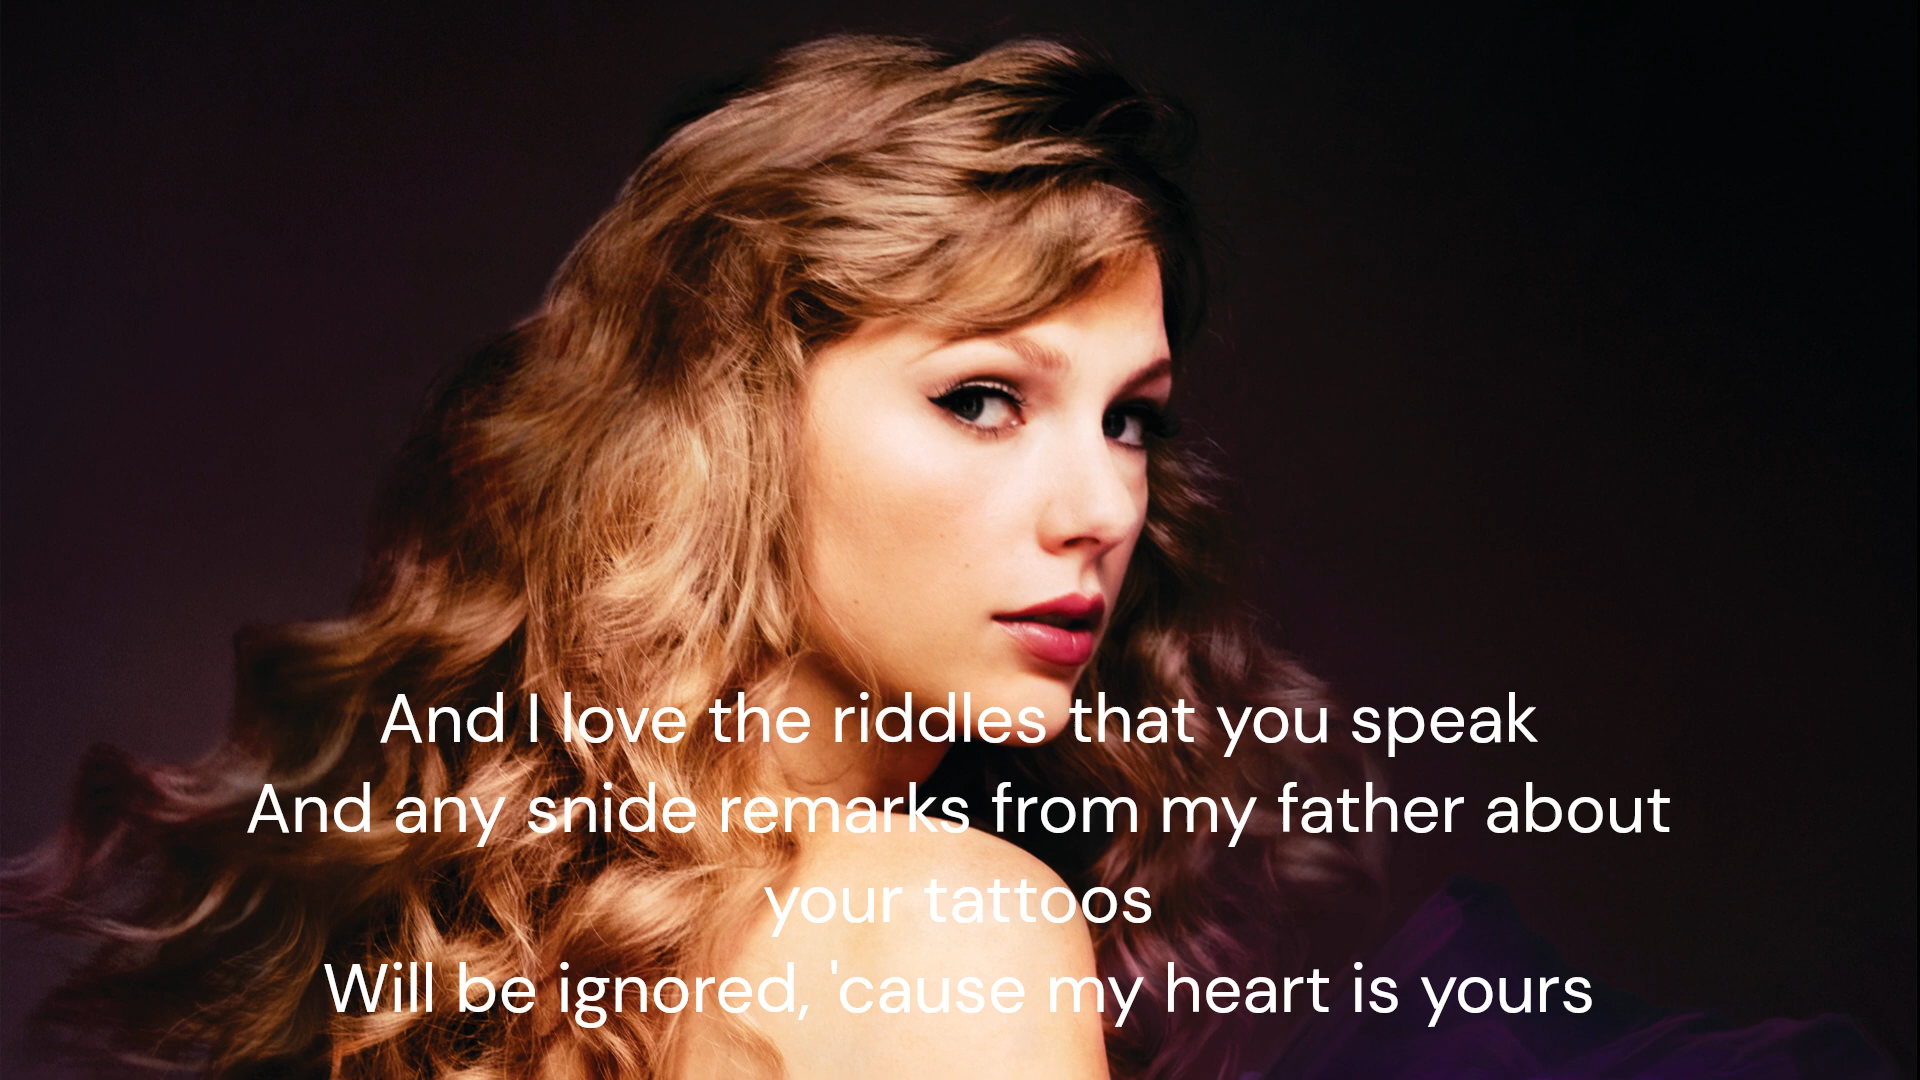 And I love the riddles that you speak
And any snide remarks from my father about
your tattoos
Will be ignored, 'cause my heart is yours